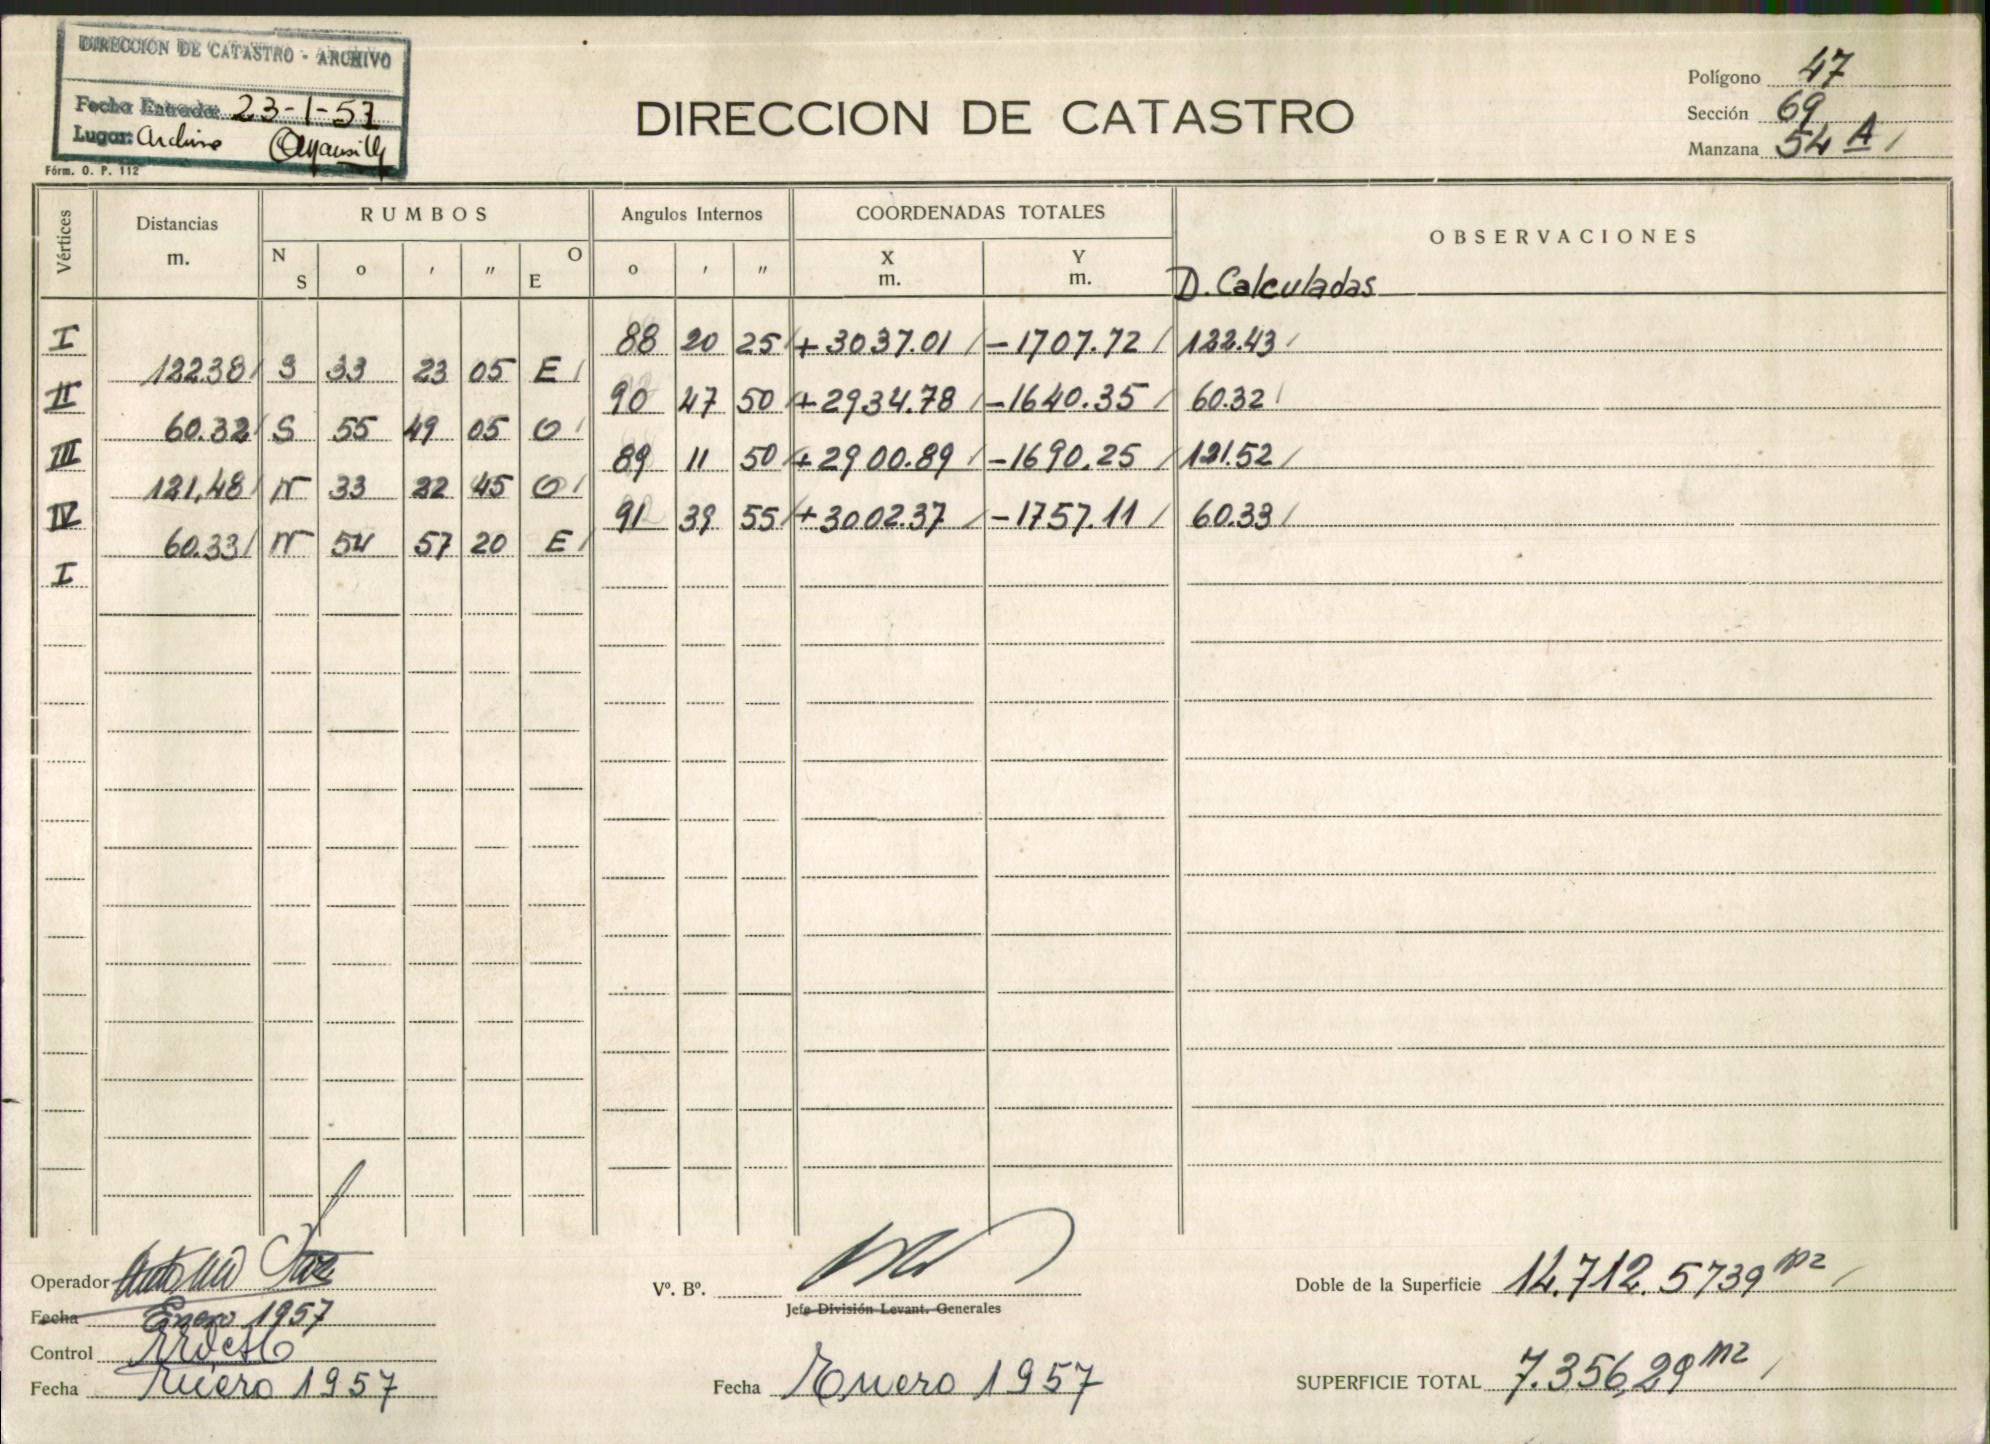 DIRECCION DE CATASTRO - ARCHIVO
Fecha Entrada: 23-1-57
Lugar: Archivo
Fórm. O. P. 112
DIRECCION DE CATASTRO
Polígono 47
Sección 69
Manzana 54 A /
Vértices Distancias m. RUMBOS Angulos Internos COORDENADAS TOTALES OBSERVACIONES
N S o ′ ″ O E o ′ ″ X m. Y m. D. Calculadas
I 88 20 25 / + 3037.01 / - 1707.72 / 122.43 /
122.38 / S 33 23 05 E /
II 90 47 50 / + 2934.78 / - 1640.35 / 60.32 /
60.32 / S 55 49 05 O /
III 89 11 50 / + 2900.89 / - 1690.25 / 121.52 /
121,48 / N 33 22 45 O /
IV 91 39 55 / + 3002.37 / - 1757.11 / 60.33 /
60.33 / N 54 57 20 E /
I
Operador Antonio
Fecha Enero 1957
Control
Fecha Enero 1957
Vº. Bº.
Jefe División Levant. Generales
Fecha Enero 1957
Doble de la Superficie 14.712.5739 m2 /
SUPERFICIE TOTAL 7.356,29 m2 /